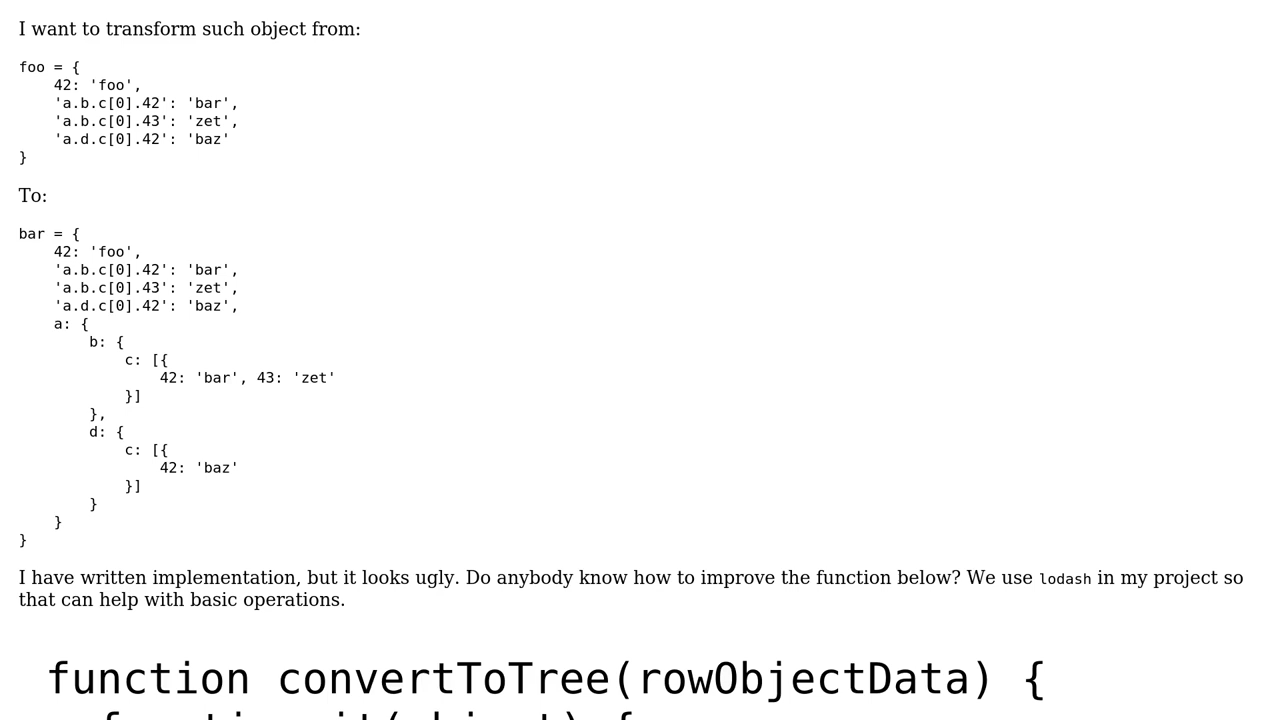 I want to transform such object from:
foo = {
    42: 'foo',
    'a.b.c[0].42': 'bar',
    'a.b.c[0].43': 'zet',
    'a.d.c[0].42': 'baz'
}
To:
bar = {
    42: 'foo',
    'a.b.c[0].42': 'bar',
    'a.b.c[0].43': 'zet',
    'a.d.c[0].42': 'baz',
    a: {
        b: {
            c: [{
                42: 'bar', 43: 'zet'
            }]
        },
        d: {
            c: [{
                42: 'baz'
            }]
        }
    }
}
I have written implementation, but it looks ugly. Do anybody know how to improve the function below? We use lodash in my project so
that can help with basic operations.
function convertToTree(rowObjectData) {